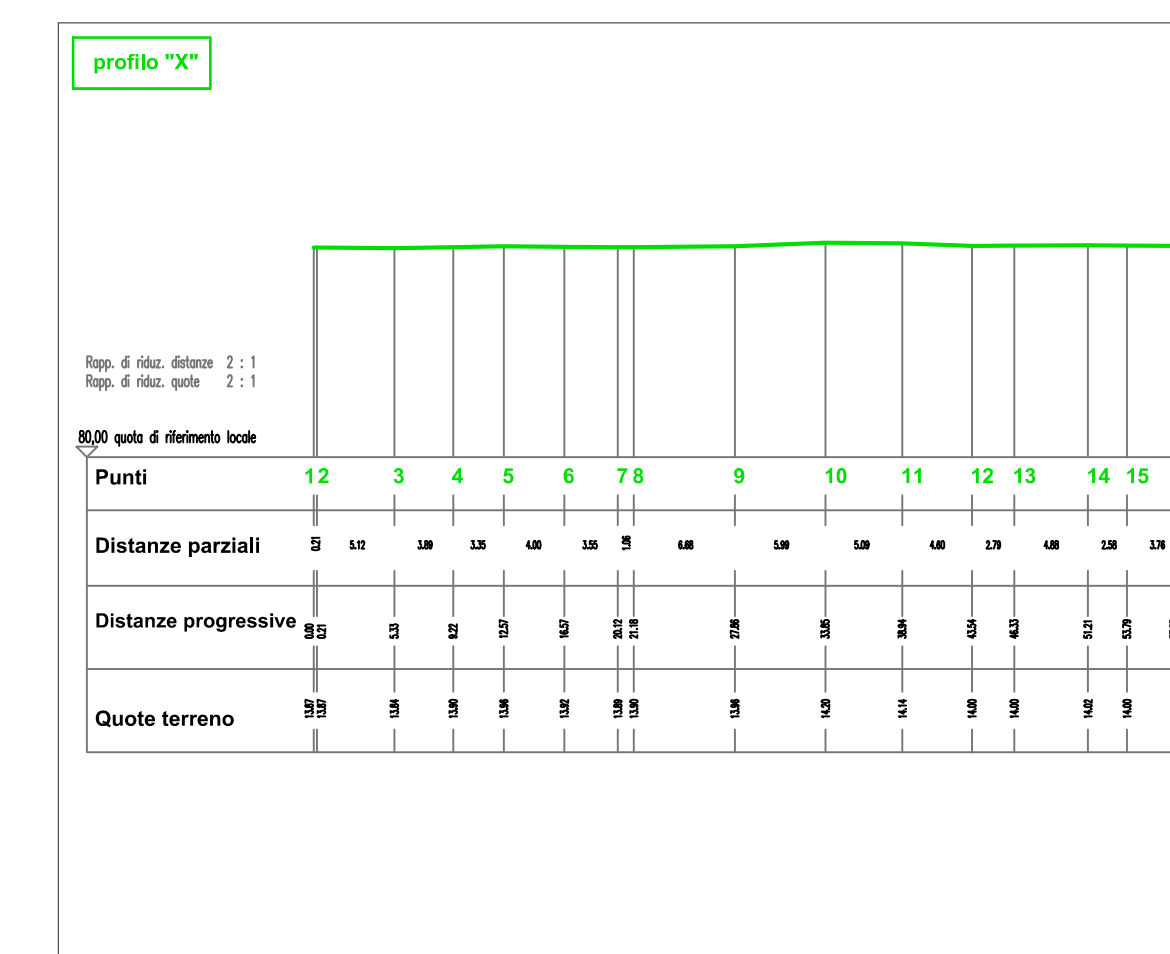 profilo "X"
Rapp. di riduz. distanze 2 : 1
Rapp. di riduz. quote 2 : 1
80,00 quota di riferimento locale
Punti 1 2 3 4 5 6 7 8 9 10 11 12 13 14 15
Distanze parziali 0.21 5.12 3.89 3.35 4.00 3.55 1.06 6.68 5.99 5.09 4.60 2.79 4.88 2.58 3.76
Distanze progressive 0.00 0.21 5.33 9.22 12.57 16.57 20.12 21.18 27.86 33.85 38.94 43.54 46.33 51.21 53.79
Quote terreno 13.87 13.87 13.84 13.90 13.96 13.92 13.89 13.90 13.96 14.20 14.14 14.00 14.00 14.02 14.00